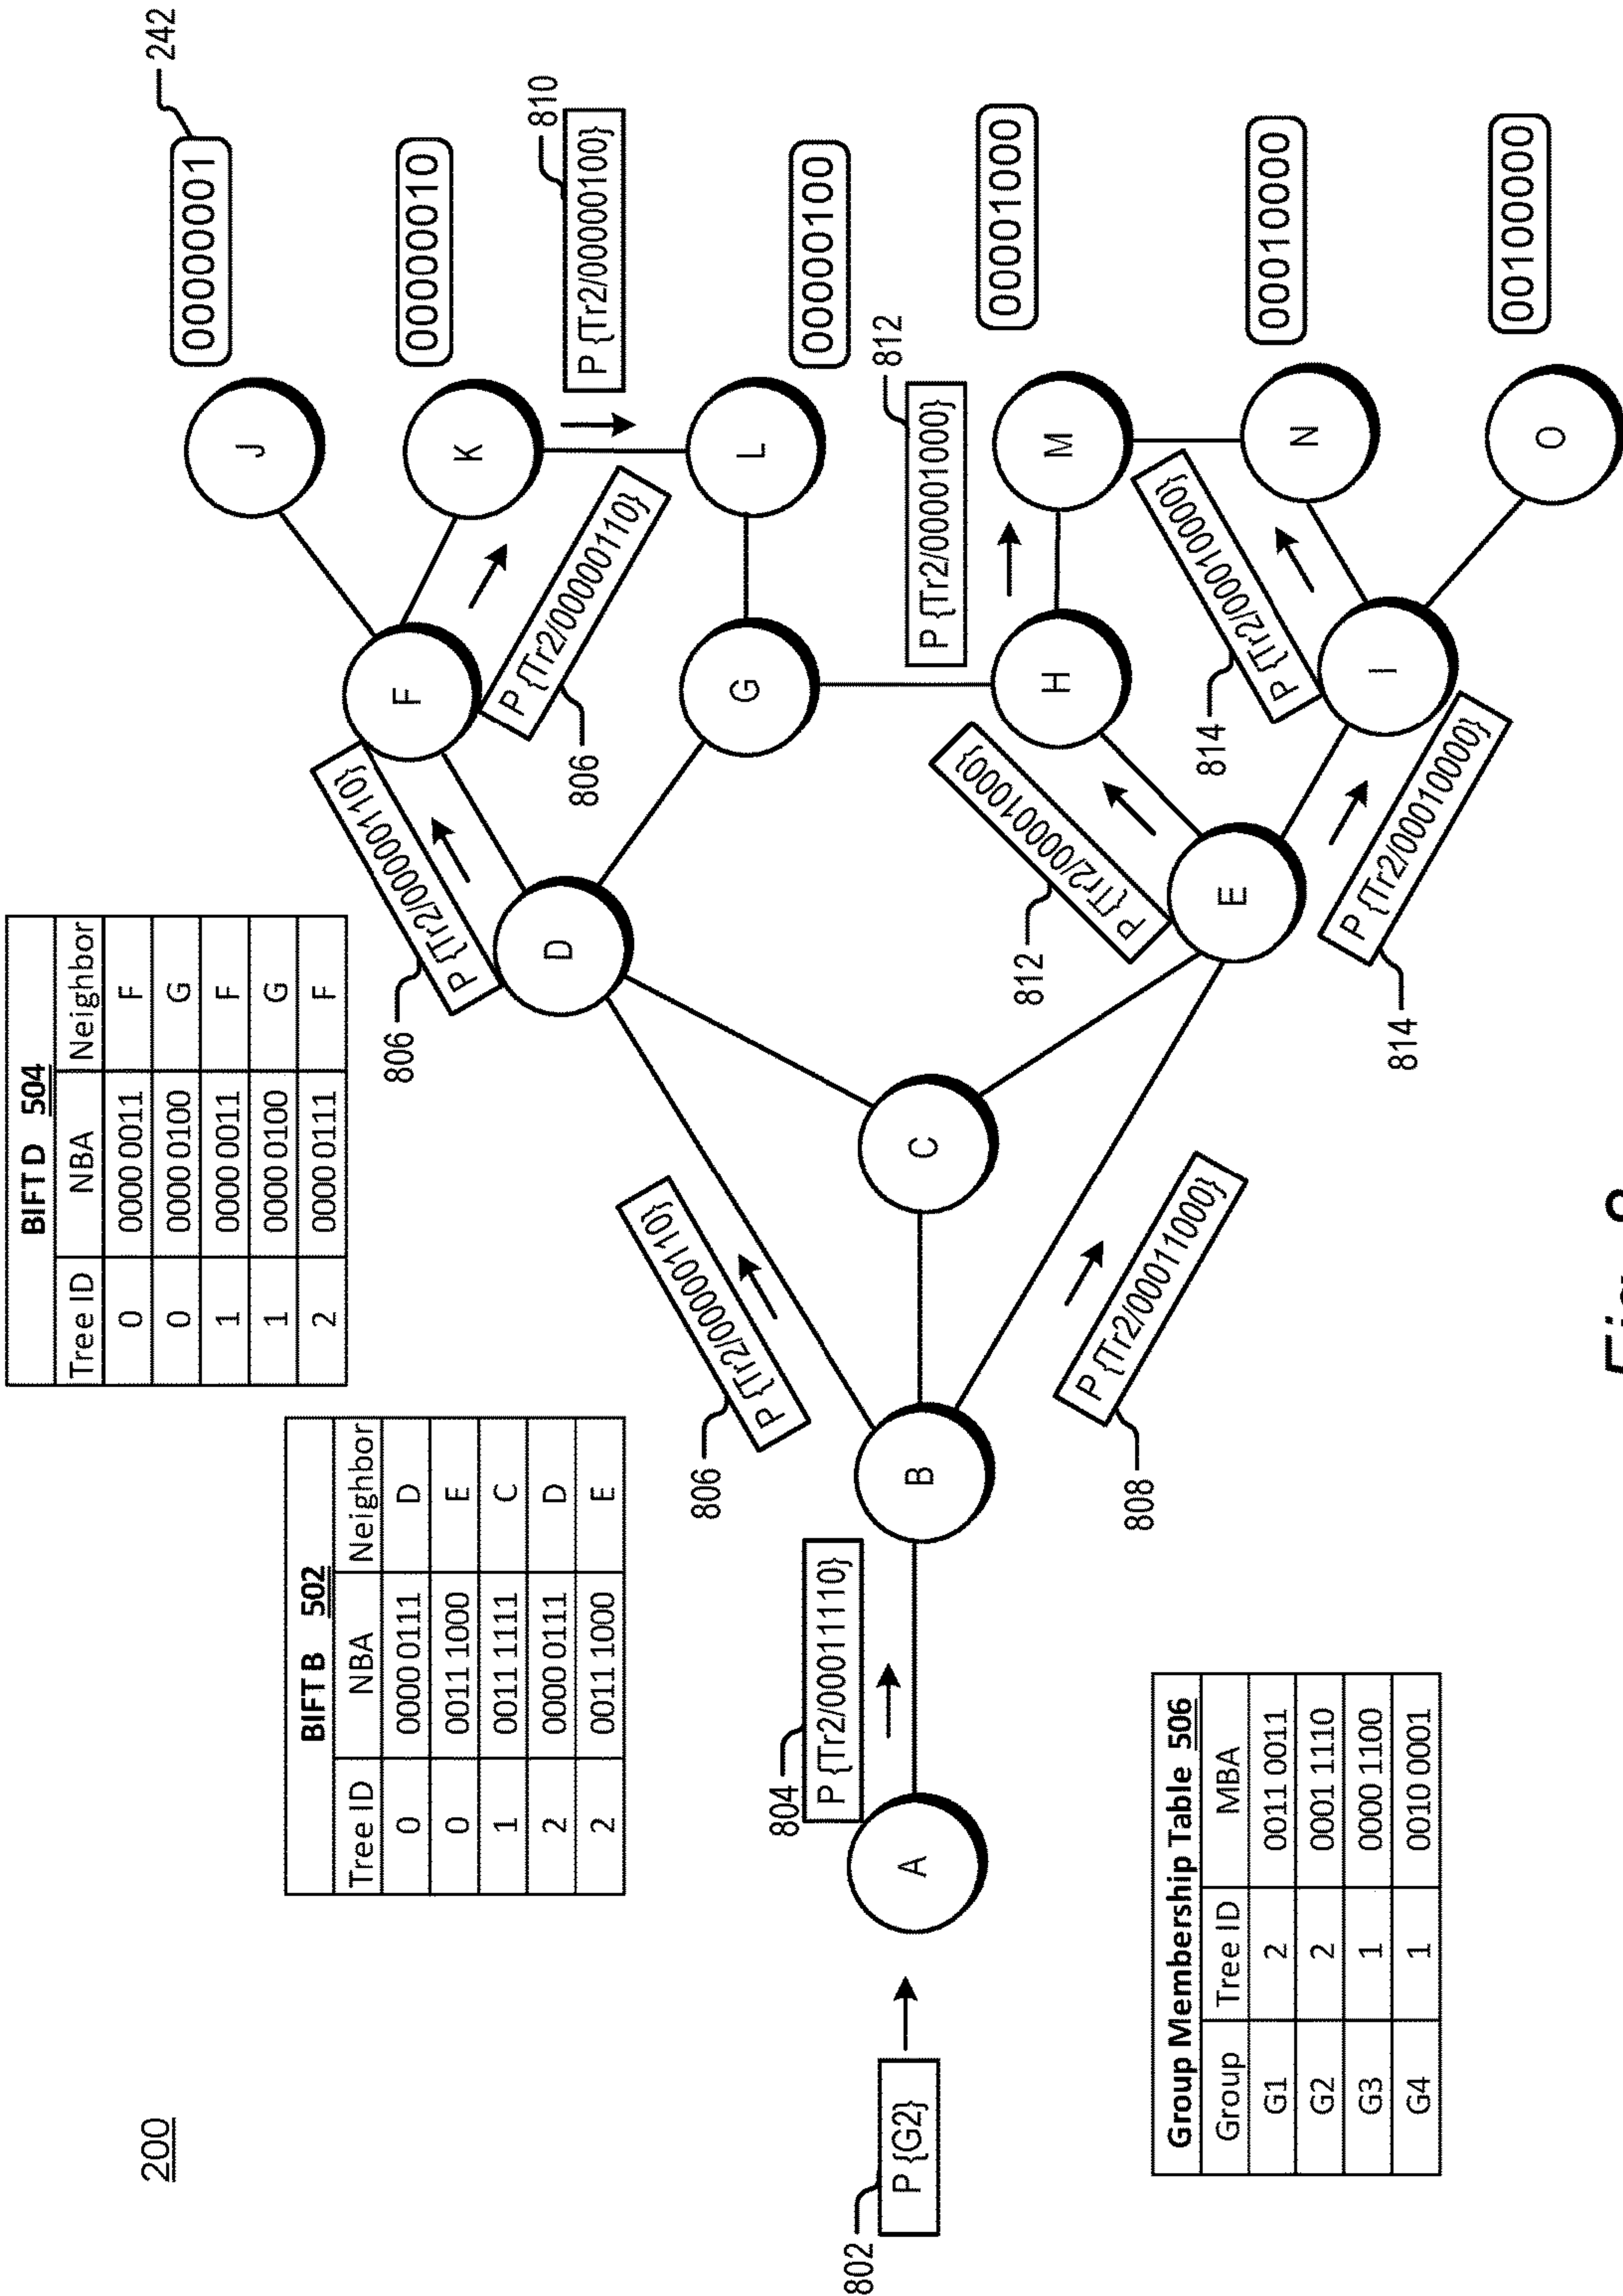 200
BIFT D 504
Tree ID NBA Neighbor
0 0000 0011 F
0 0000 0100 G
1 0000 0011 F
1 0000 0100 G
2 0000 0111 F
BIFT B 502
Tree ID NBA Neighbor
0 0000 0111 D
0 0011 1000 E
1 0011 1111 C
2 0000 0111 D
2 0011 1000 E
Group Membership Table 506
Group Tree ID MBA
G1 2 0011 0011
G2 2 0001 1110
G3 1 0000 1100
G4 1 0010 0001
802
P {G2}
A
804
P {Tr2/00011110}
B
806
P {Tr2/00000110}
808
P {Tr2/00011000}
C
D
E
806
P {Tr2/00000110}
812
P {Tr2/00001000}
814
P {Tr2/00010000}
F
G
H
I
806
P {Tr2/00000110}
812
P {Tr2/00001000}
814
P {Tr2/00010000}
J
K
L
M
N
O
810
P {Tr2/00000100}
242
00000001
00000010
00000100
00001000
00010000
00100000